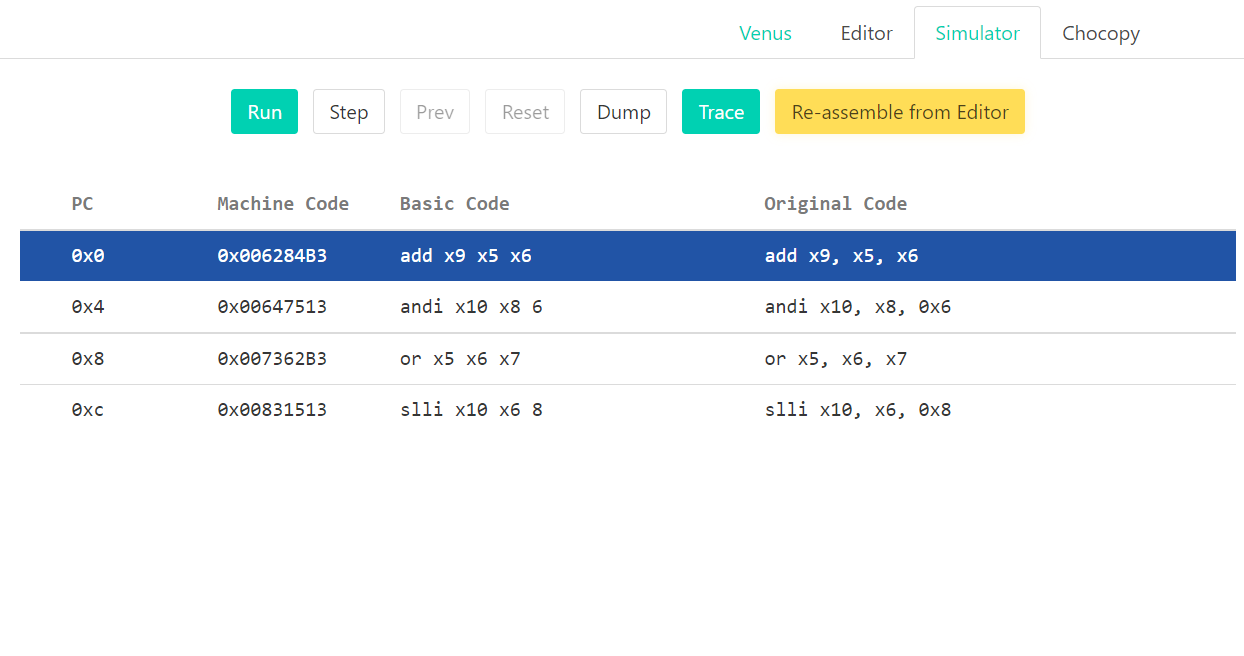 Venus Editor Simulator Chocopy
Run Step Prev Reset Dump Trace Re-assemble from Editor
PC Machine Code Basic Code Original Code
0x0 0x006284B3 add x9 x5 x6 add x9, x5, x6
0x4 0x00647513 andi x10 x8 6 andi x10, x8, 0x6
0x8 0x007362B3 or x5 x6 x7 or x5, x6, x7
0xc 0x00831513 slli x10 x6 8 slli x10, x6, 0x8